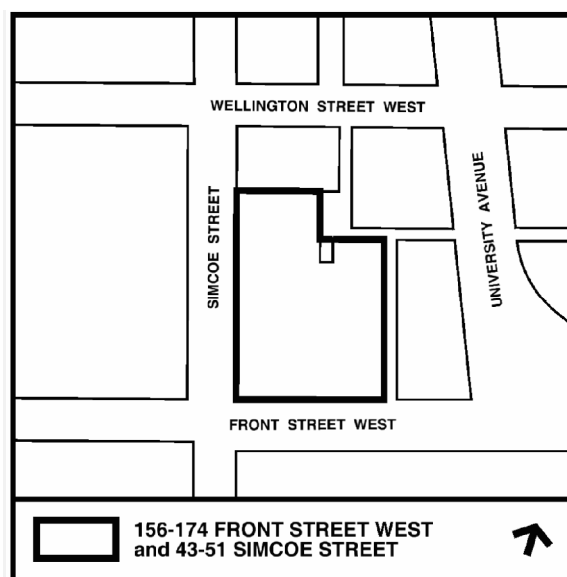 WELLINGTON STREET WEST
SIMCOE STREET
UNIVERSITY AVENUE
FRONT STREET WEST
156-174 FRONT STREET WEST
and 43-51 SIMCOE STREET